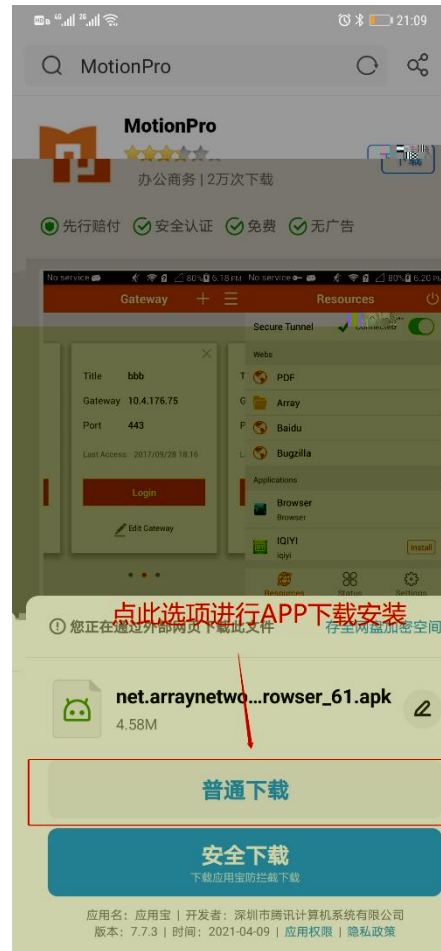 21:09
MotionPro
MotionPro
办公商务 | 2万次下载
先行赔付 安全认证 免费 无广告
No service 80% 6:18 PM
Gateway
Title bbb
Gateway 10.4.176.75
Port 443
Last Access: 2017/09/28 18:16
Login
Edit Gateway
No service 80% 6:20 PM
Resources
Secure Tunnel Connected
Webs
PDF
Array
Baidu
Bugzilla
Applications
Browser
Browser
IQIYI
iqiyi
Install
Resources Status Settings
点此选项进行APP下载安装
您正在通过外部网页下载此文件 存至网盘加密空间
net.arraynetwo...rowser_61.apk
4.58M
普通下载
安全下载
下载应用宝防拦截下载
应用名：应用宝 | 开发者：深圳市腾讯计算机系统有限公司
版本：7.7.3 | 时间：2021-04-09 | 应用权限 | 隐私政策